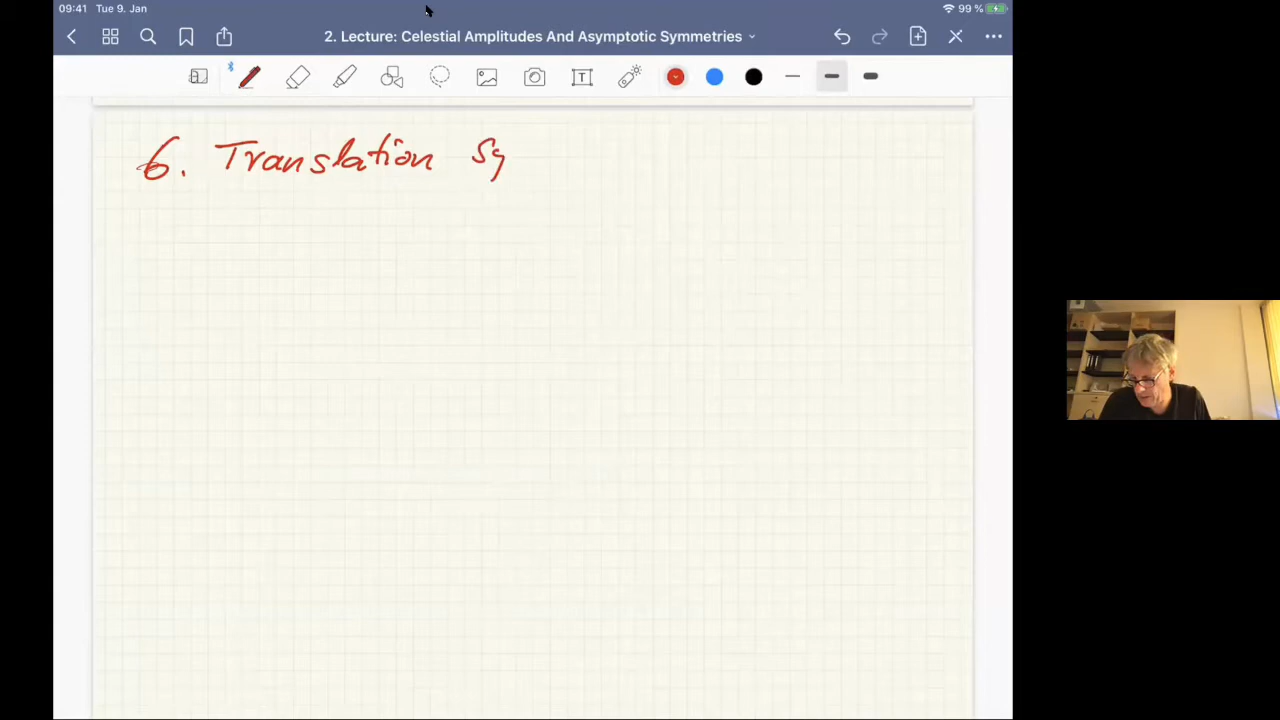 09:41 Tue 9. Jan
99 %
2. Lecture: Celestial Amplitudes And Asymptotic Symmetries
T
6. Translation Sy